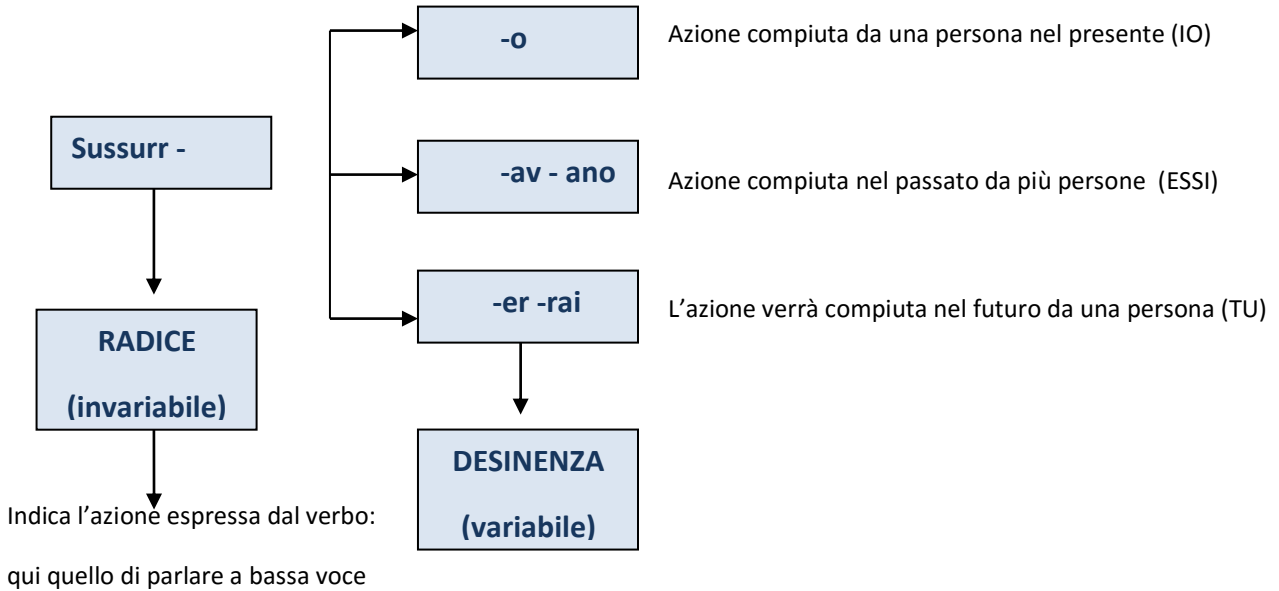 -o
Azione compiuta da una persona nel presente (IO)
Sussurr -
-av - ano
Azione compiuta nel passato da più persone (ESSI)
-er -rai
L’azione verrà compiuta nel futuro da una persona (TU)
RADICE
(invariabile)
DESINENZA
(variabile)
Indica l’azione espressa dal verbo:
qui quello di parlare a bassa voce